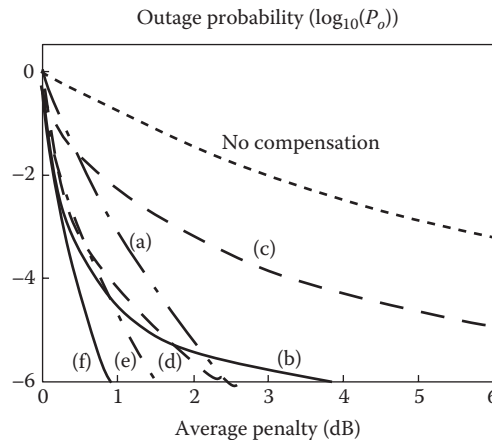 Outage probability (log₁₀(Pₒ))
0
No compensation
−2
(a)
(c)
−4
(f)
(e)
(d)
(b)
−6
0 1 2 3 4 5 6
Average penalty (dB)